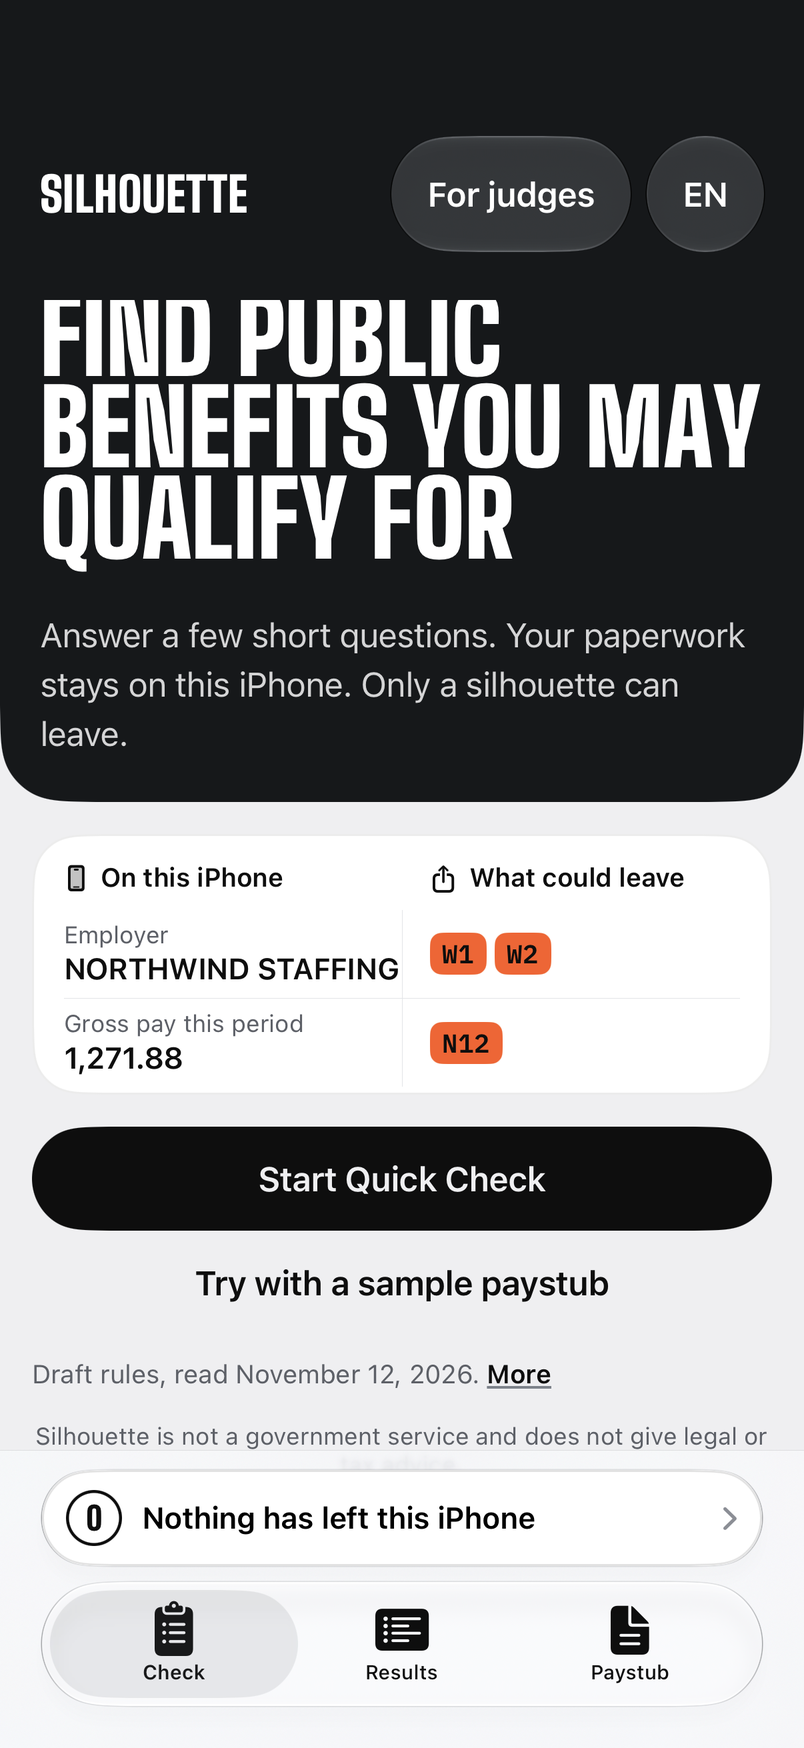 SILHOUETTE
For judges
EN
FIND PUBLIC
BENEFITS YOU MAY
QUALIFY FOR
Answer a few short questions. Your paperwork
stays on this iPhone. Only a silhouette can
leave.
On this iPhone
What could leave
Employer
NORTHWIND STAFFING
W1 W2
Gross pay this period
1,271.88
N12
Start Quick Check
Try with a sample paystub
Draft rules, read November 12, 2026. More
Silhouette is not a government service and does not give legal or
0 Nothing has left this iPhone
Check
Results
Paystub